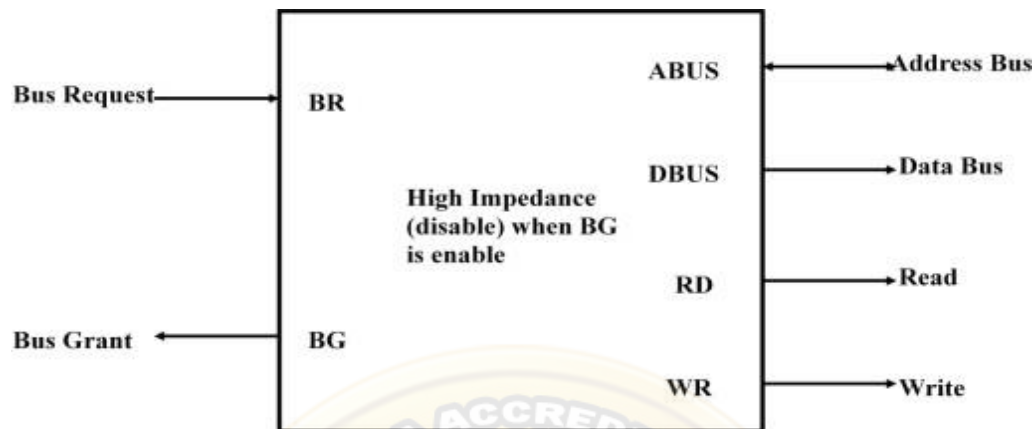 Bus Request
BR
ABUS
Address Bus
DBUS
Data Bus
High Impedance
(disable) when BG
is enable
RD
Read
Bus Grant
BG
WR
Write
ACCRED